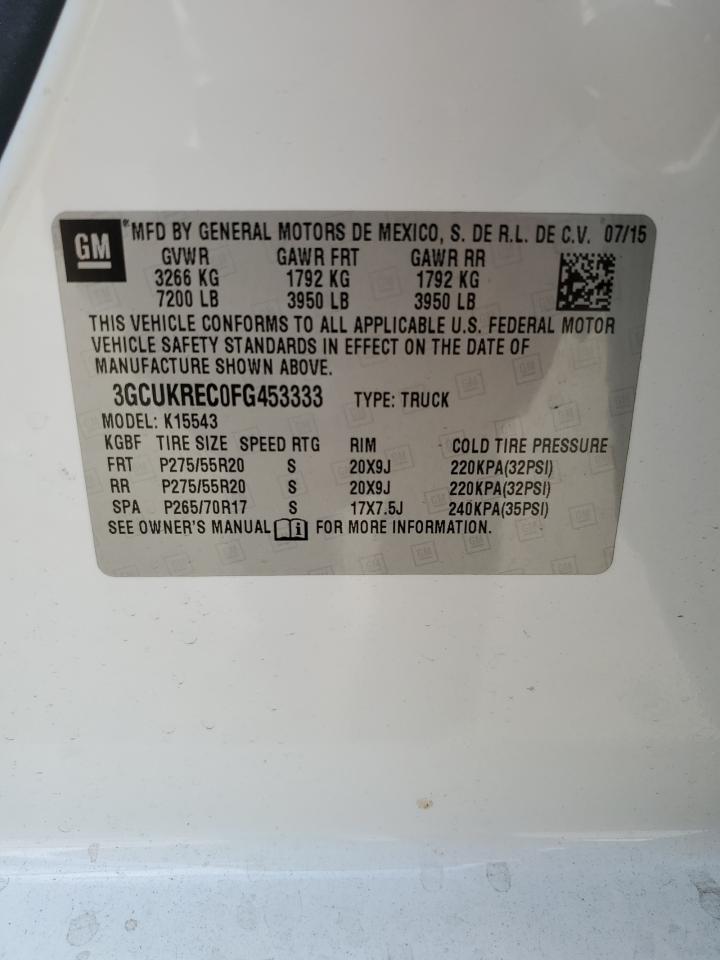 GM
MFD BY GENERAL MOTORS DE MEXICO, S. DE R.L. DE C.V. 07/15
GVWR GAWR FRT GAWR RR
3266 KG 1792 KG 1792 KG
7200 LB 3950 LB 3950 LB
THIS VEHICLE CONFORMS TO ALL APPLICABLE U.S. FEDERAL MOTOR
VEHICLE SAFETY STANDARDS IN EFFECT ON THE DATE OF
MANUFACTURE SHOWN ABOVE.
3GCUKREC0FG453333 TYPE: TRUCK
MODEL: K15543
KGBF TIRE SIZE SPEED RTG RIM COLD TIRE PRESSURE
FRT P275/55R20 S 20X9J 220KPA(32PSI)
RR P275/55R20 S 20X9J 220KPA(32PSI)
SPA P265/70R17 S 17X7.5J 240KPA(35PSI)
SEE OWNER'S MANUAL FOR MORE INFORMATION.